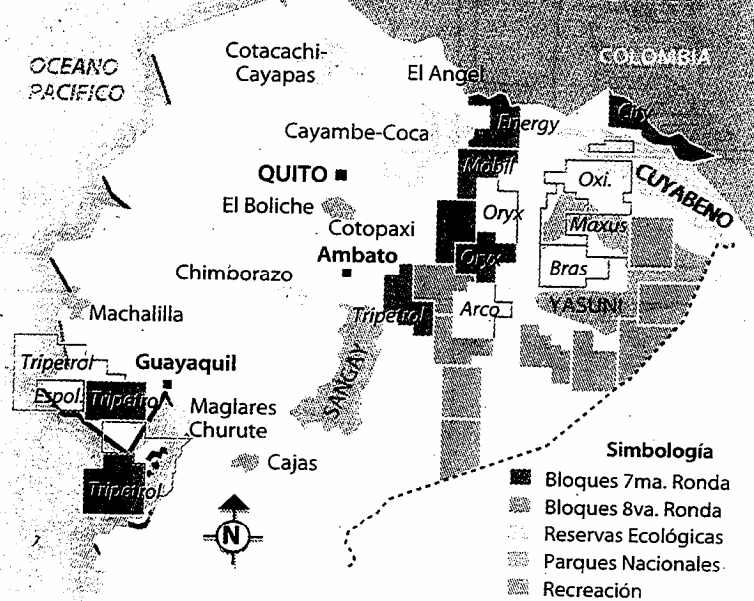 OCEANO
PACIFICO
Cotacachi-
Cayapas
El Angel
COLOMBIA
Energy
City
Cayambe-Coca
QUITO
Mobil
Oxi.
CUYABENO
El Boliche
Oryx
Cotopaxi
Maxus
Ambato
Oryx
Chimborazo
Bras
Machalilla
Tripetrol
Arco
YASUNI
Tripetrol
Guayaquil
SANGAY
Espol.
Tripetrol
Maglares
Churute
Cajas
Tripetrol
N
Simbología
Bloques 7ma. Ronda
Bloques 8va. Ronda
Reservas Ecológicas
Parques Nacionales
Recreación